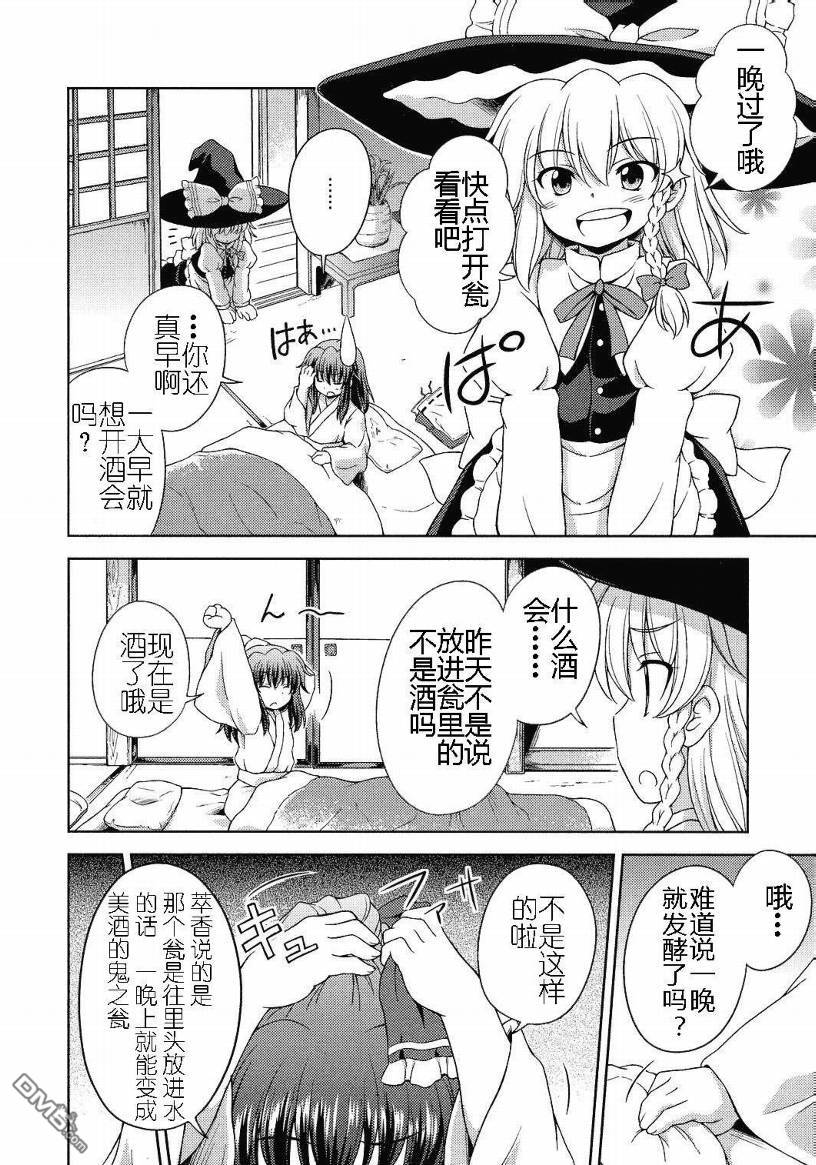 一晚过了哦
快点打开瓮
看看吧
ぱ
あ
……
はぁ…
…你还
真早啊
一大早就
想开酒会
吗？
什么酒
会……
昨天不是说
放进瓮里的
不是酒吗
ん～
现在是
酒了哦
哦…
难道说一晚
就发酵了吗？
不是这样
的啦
キュッ
萃香说的是
那个瓮是往里头放进水
的话 一晚上就能变成
美酒的鬼之瓮